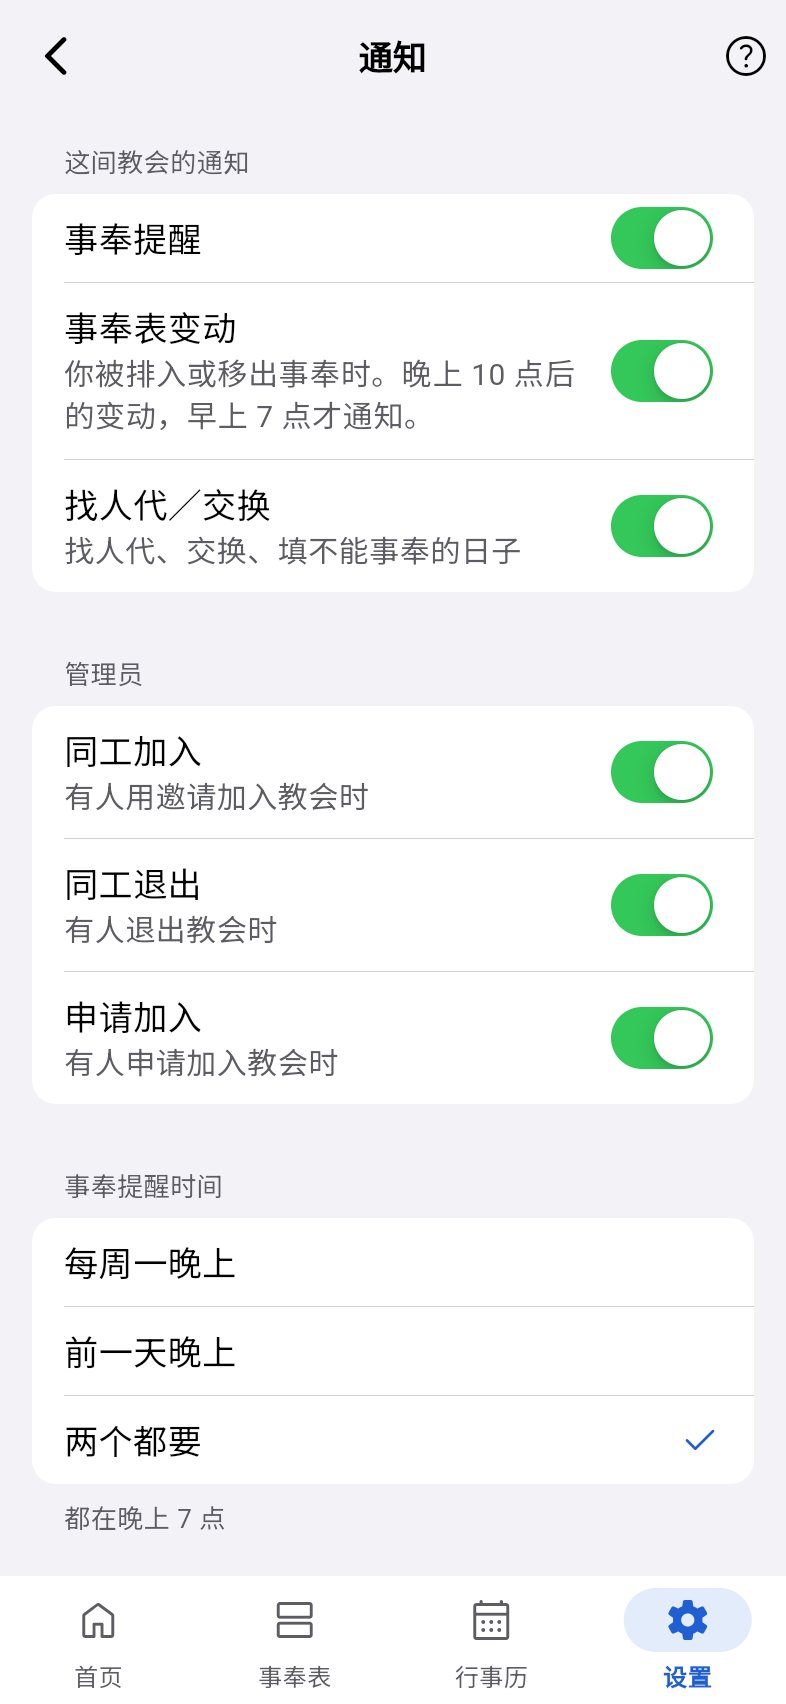 通知
?
这间教会的通知
事奉提醒
事奉表变动
你被排入或移出事奉时。晚上 10 点后
的变动，早上 7 点才通知。
找人代／交换
找人代、交换、填不能事奉的日子
管理员
同工加入
有人用邀请加入教会时
同工退出
有人退出教会时
申请加入
有人申请加入教会时
事奉提醒时间
每周一晚上
前一天晚上
两个都要
都在晚上 7 点
首页
事奉表
行事历
设置